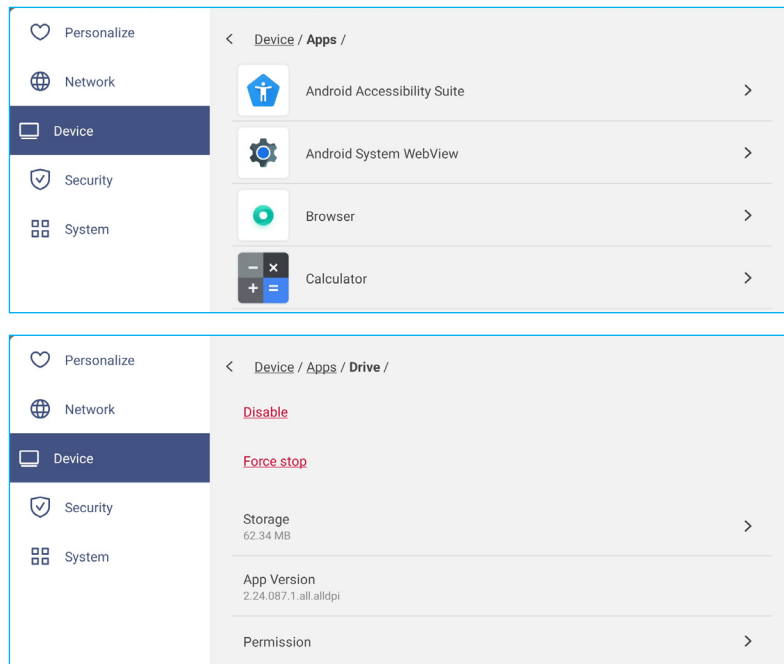 Personalize
Network
Device
Security
System
< Device / Apps /
Android Accessibility Suite
Android System WebView
Browser
Calculator
Personalize
Network
Device
Security
System
< Device / Apps / Drive /
Disable
Force stop
Storage
62.34 MB
App Version
2.24.087.1.all.alldpi
Permission